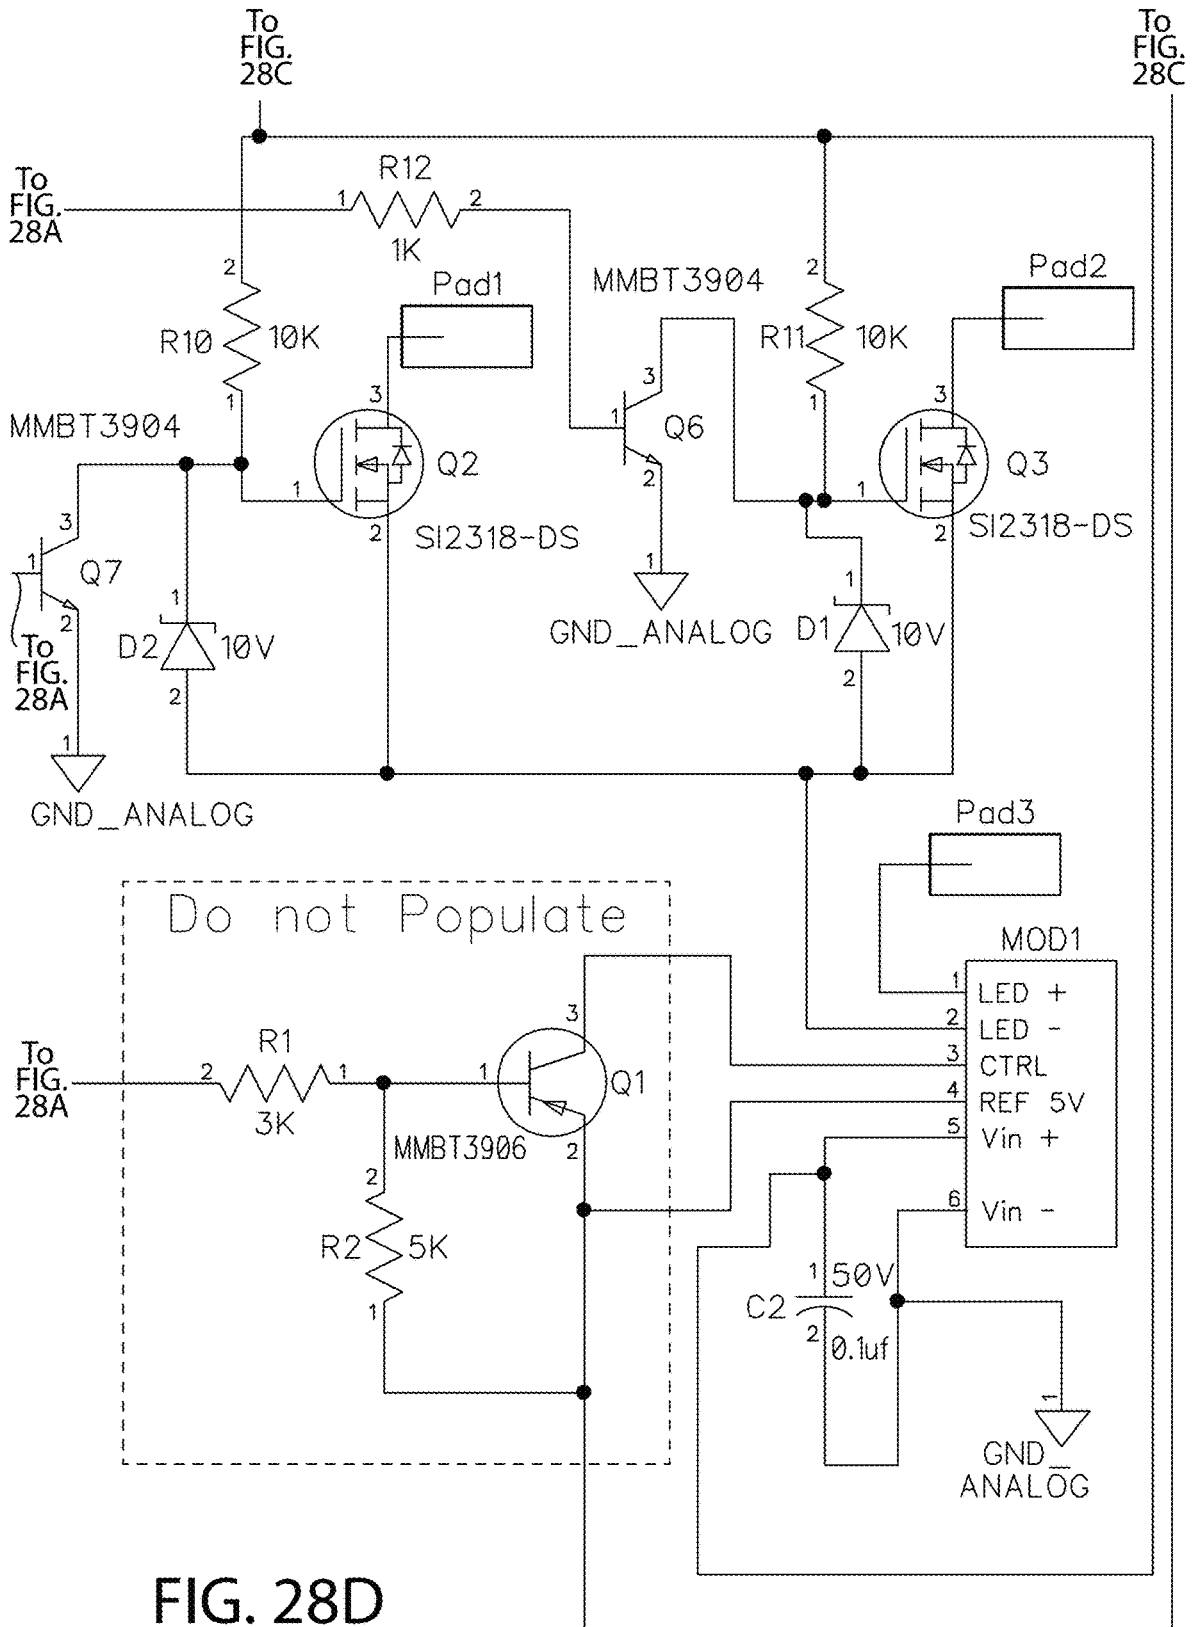 To
FIG.
28C
To
FIG.
28C
To
FIG.
28A
R12
1
2
1K
2
R10
10K
1
Pad1
MMBT3904
2
R11
10K
1
Pad2
MMBT3904
3
1
Q2
2
SI2318-DS
3
1
Q6
2
3
1
Q3
2
SI2318-DS
3
1
Q7
2
To
FIG.
28A
1
D2
10V
2
1
GND_ANALOG
1
D1
10V
2
1
GND_ANALOG
Pad3
Do not Populate
MOD1
1
LED +
2
LED -
3
CTRL
4
REF 5V
5
Vin +
6
Vin -
To
FIG.
28A
2
R1
1
3K
3
1
Q1
2
MMBT3906
2
R2
5K
1
1
50V
C2
2
0.1uf
1
GND_
ANALOG
FIG. 28D